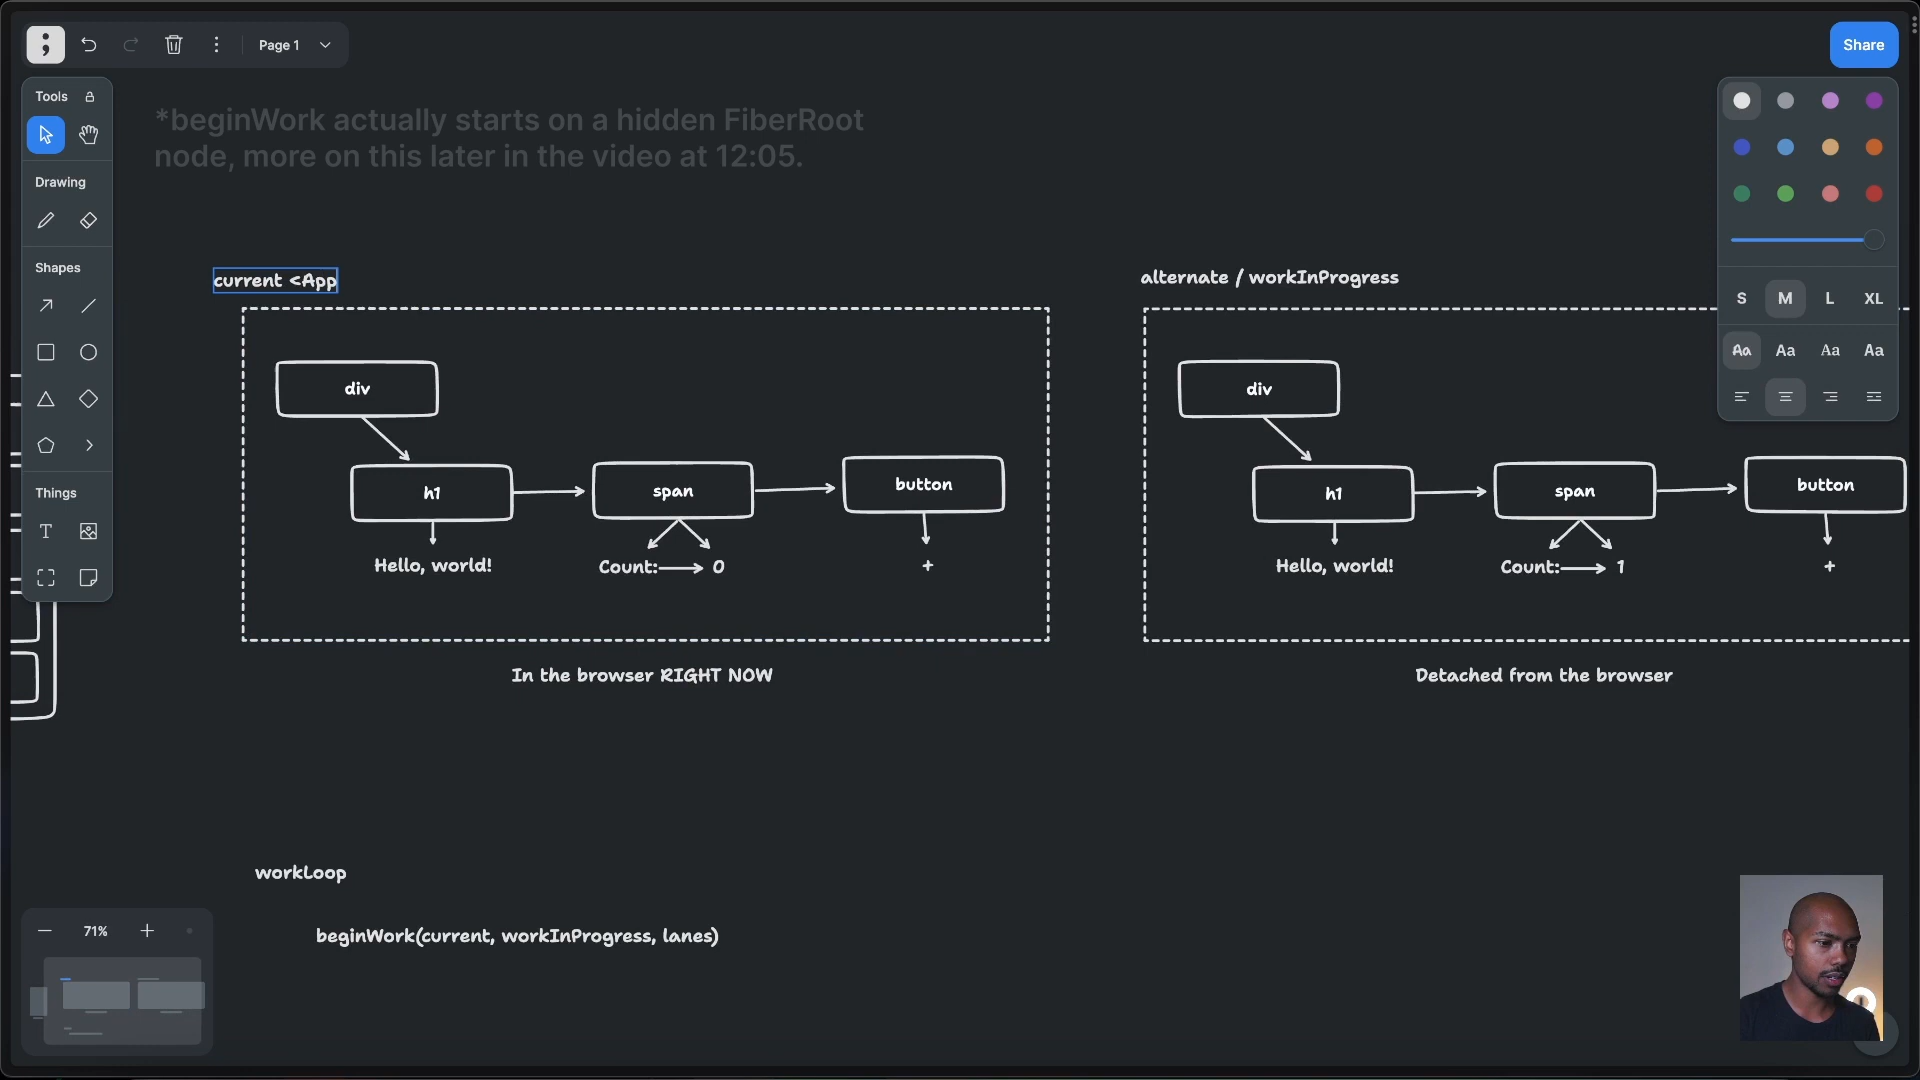 Page 1
Share
Tools
*beginWork actually starts on a hidden FiberRoot
node, more on this later in the video at 12:05.
Drawing
Shapes
current <App
alternate / workInProgress
S M L XL
Aa Aa Aa Aa
div
div
h1
span
button
h1
span
button
Things
T
Hello, world!
Count: 0
+
Hello, world!
Count: 1
+
In the browser RIGHT NOW
Detached from the browser
workLoop
71%
beginWork(current, workInProgress, lanes)